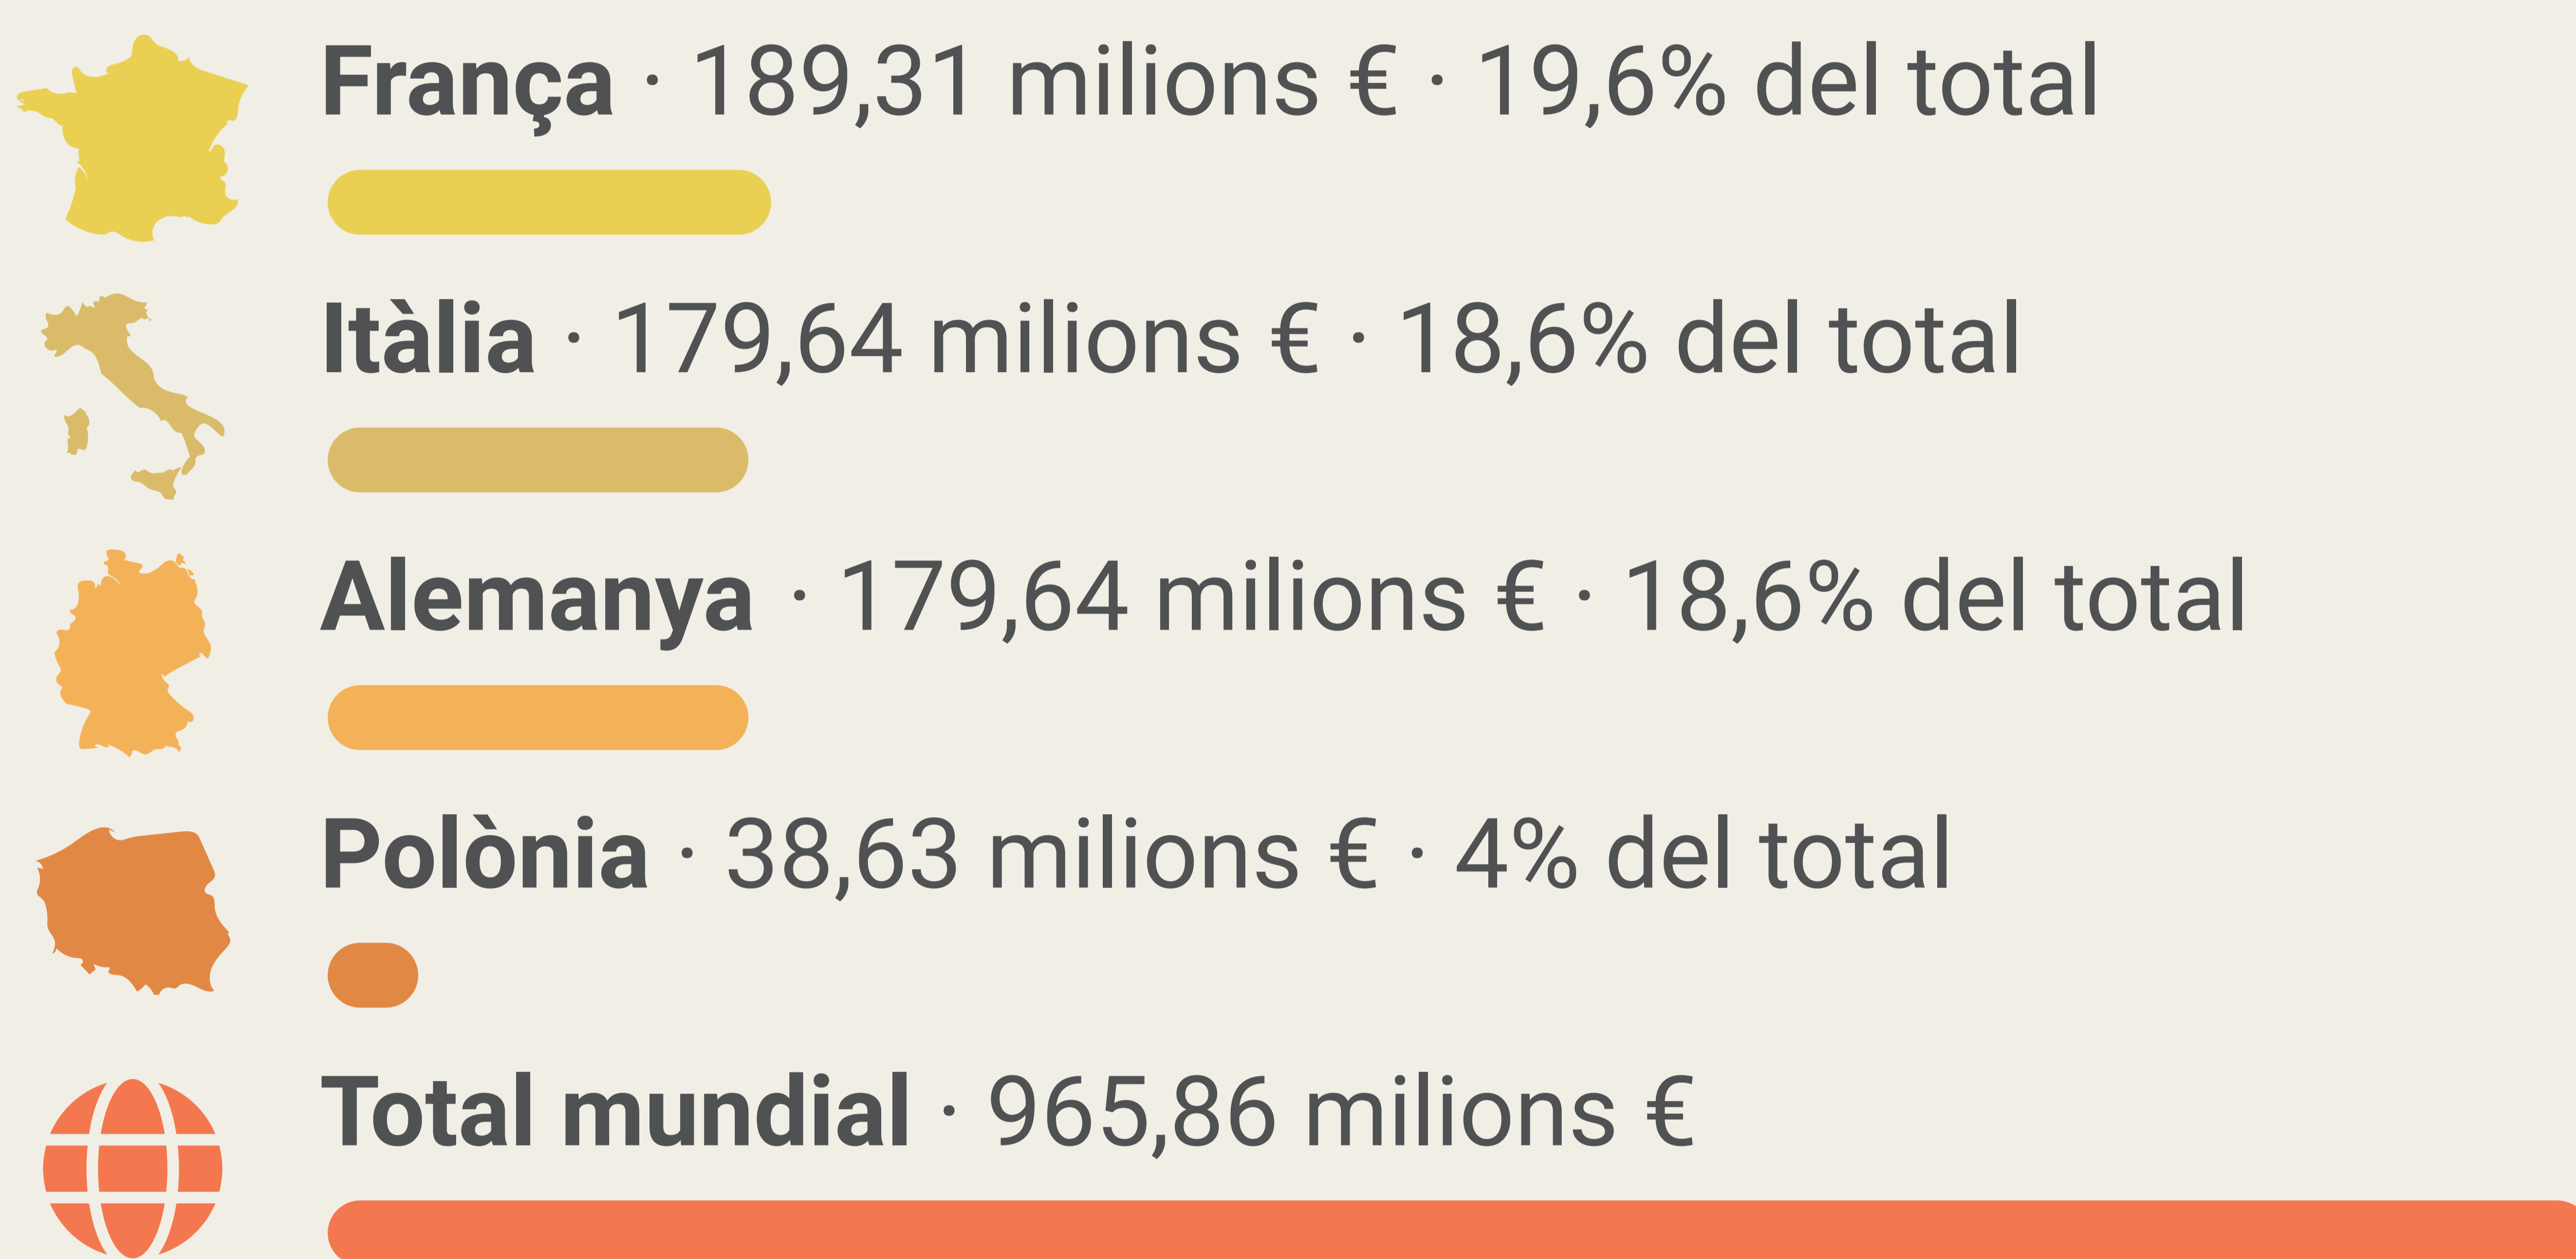 França · 189,31 milions € · 19,6% del total
Itàlia · 179,64 milions € · 18,6% del total
Alemanya · 179,64 milions € · 18,6% del total
Polònia · 38,63 milions € · 4% del total
Total mundial · 965,86 milions €